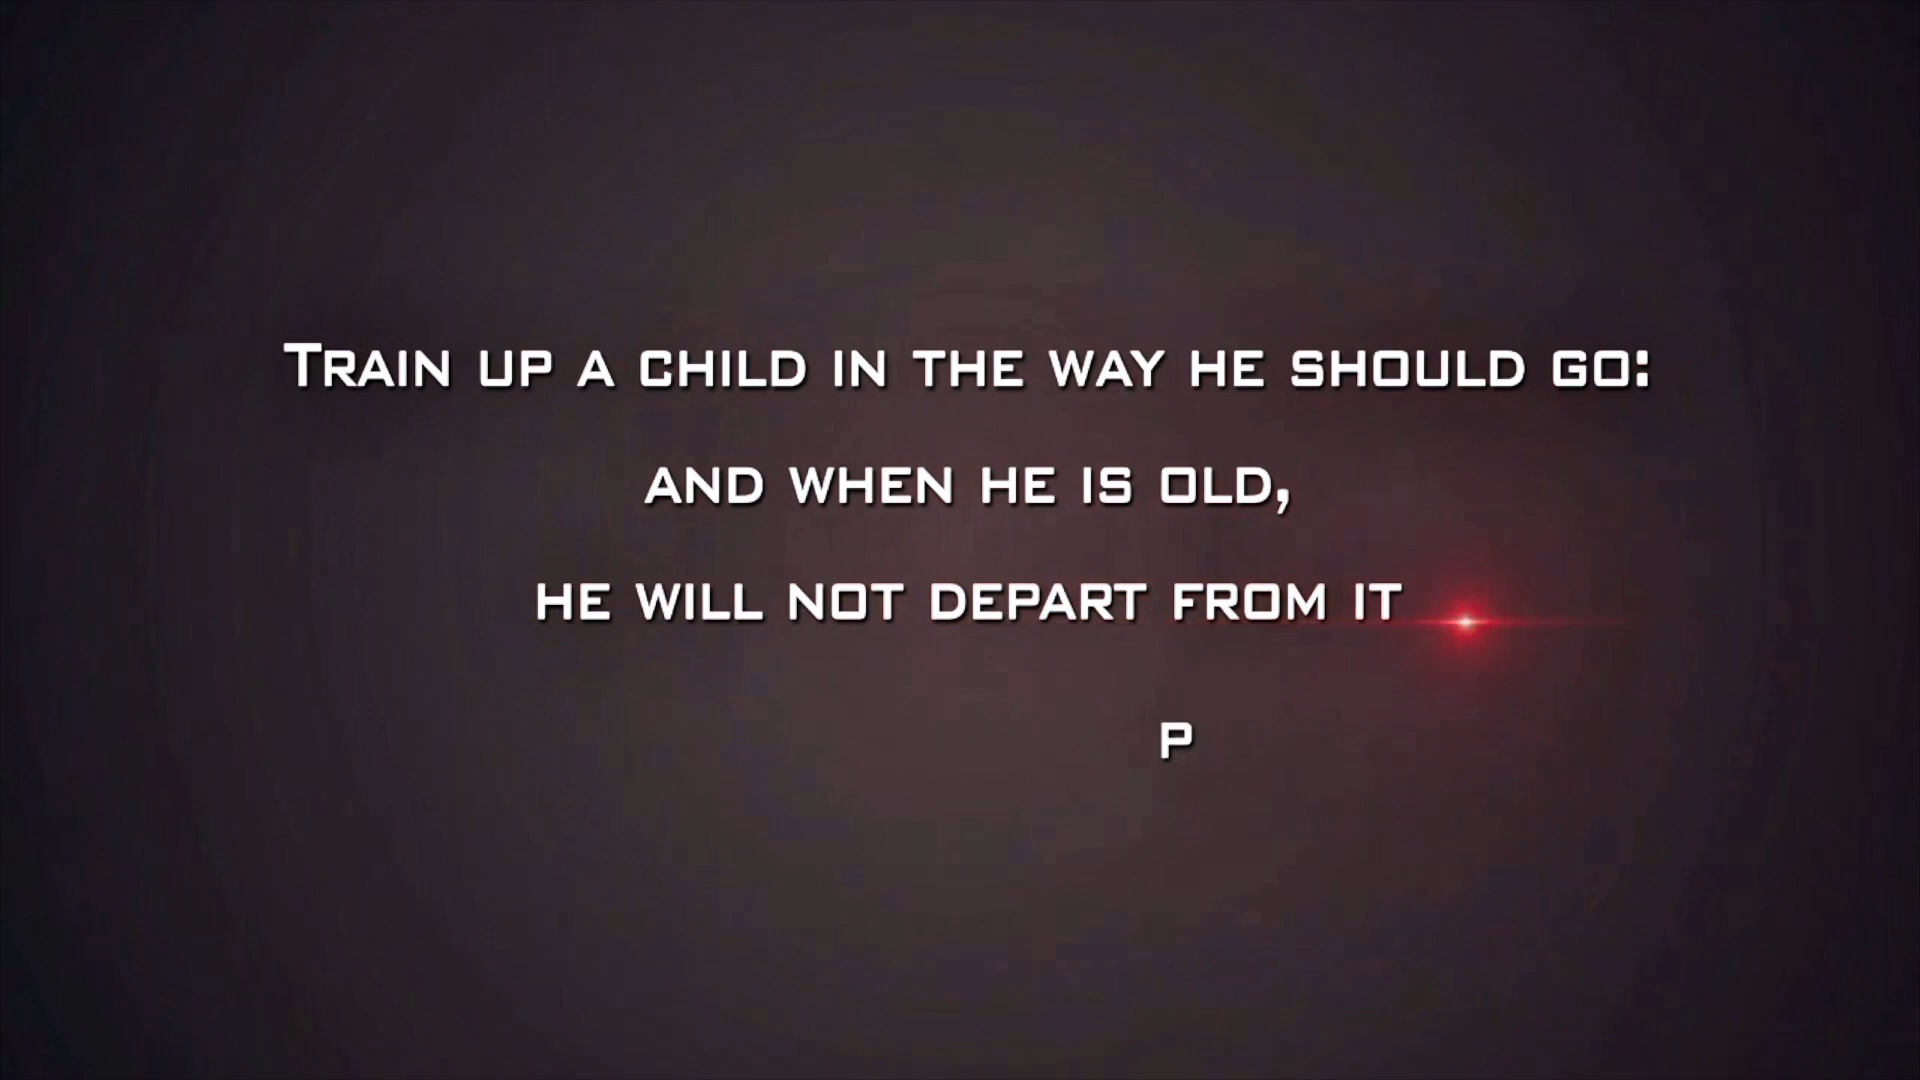 Train up a child in the way he should go:
and when he is old,
he will not depart from it
P